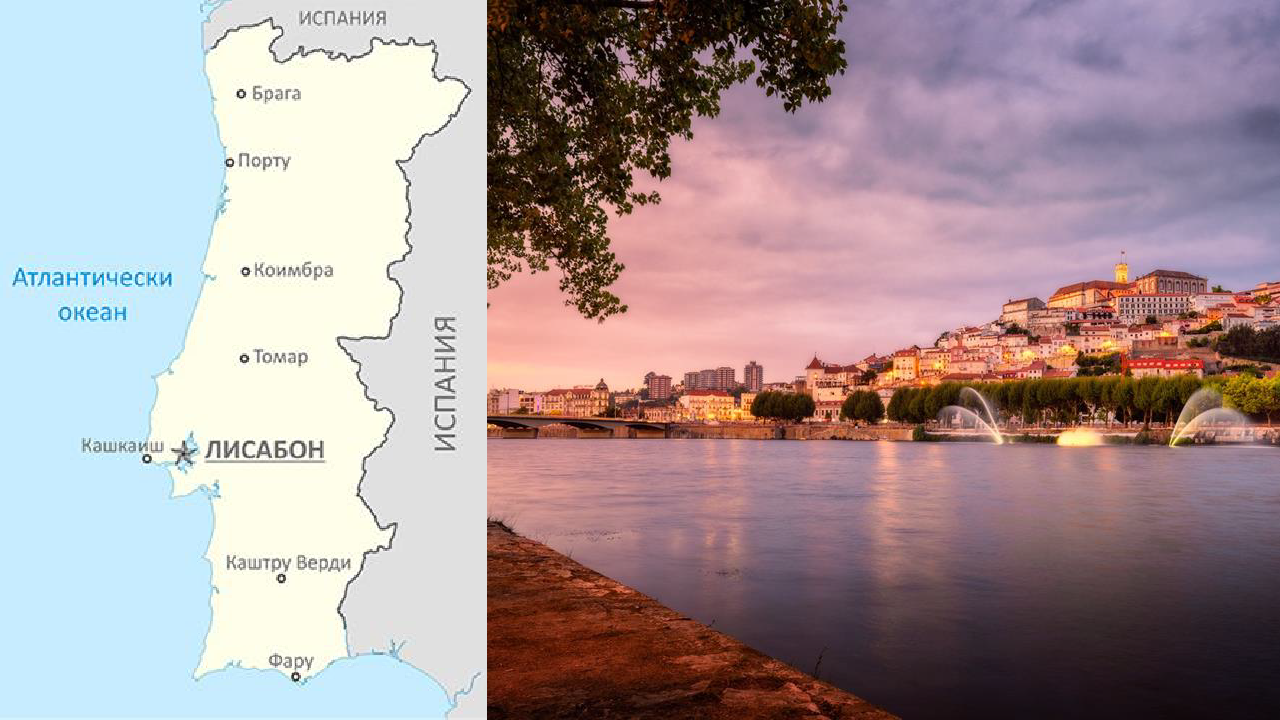 ИСПАНИЯ
Брага
Порту
Коимбра
Атлантически
океан
ИСПАНИЯ
Томар
Кашкаиш
ЛИСАБОН
Каштру Верди
Фару